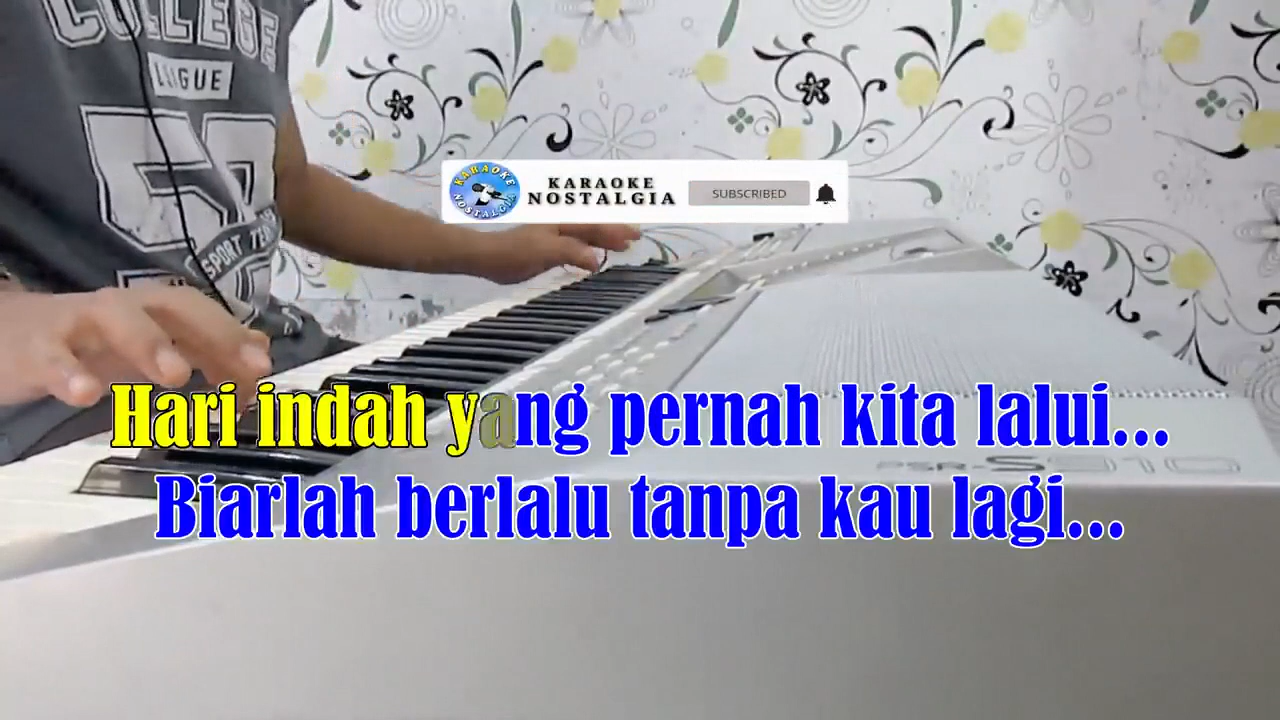 COLLEGE
LEAGUE
SPORT
KARAOKE
NOSTALGIA
KARAOKE
NOSTALGIA
SUBSCRIBED
Hari indah yang pernah kita lalui...
PSR-S910
Biarlah berlalu tanpa kau lagi...